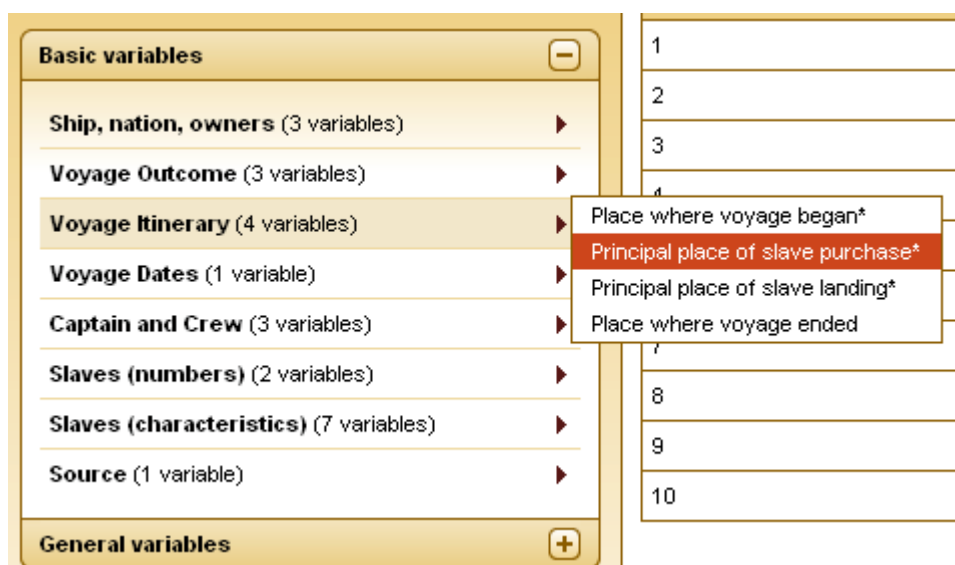 Basic variables
Ship, nation, owners (3 variables)
Voyage Outcome (3 variables)
Voyage Itinerary (4 variables)
Voyage Dates (1 variable)
Captain and Crew (3 variables)
Slaves (numbers) (2 variables)
Slaves (characteristics) (7 variables)
Source (1 variable)
General variables
Place where voyage began*
Principal place of slave purchase*
Principal place of slave landing*
Place where voyage ended
1
2
3
4
7
8
9
10